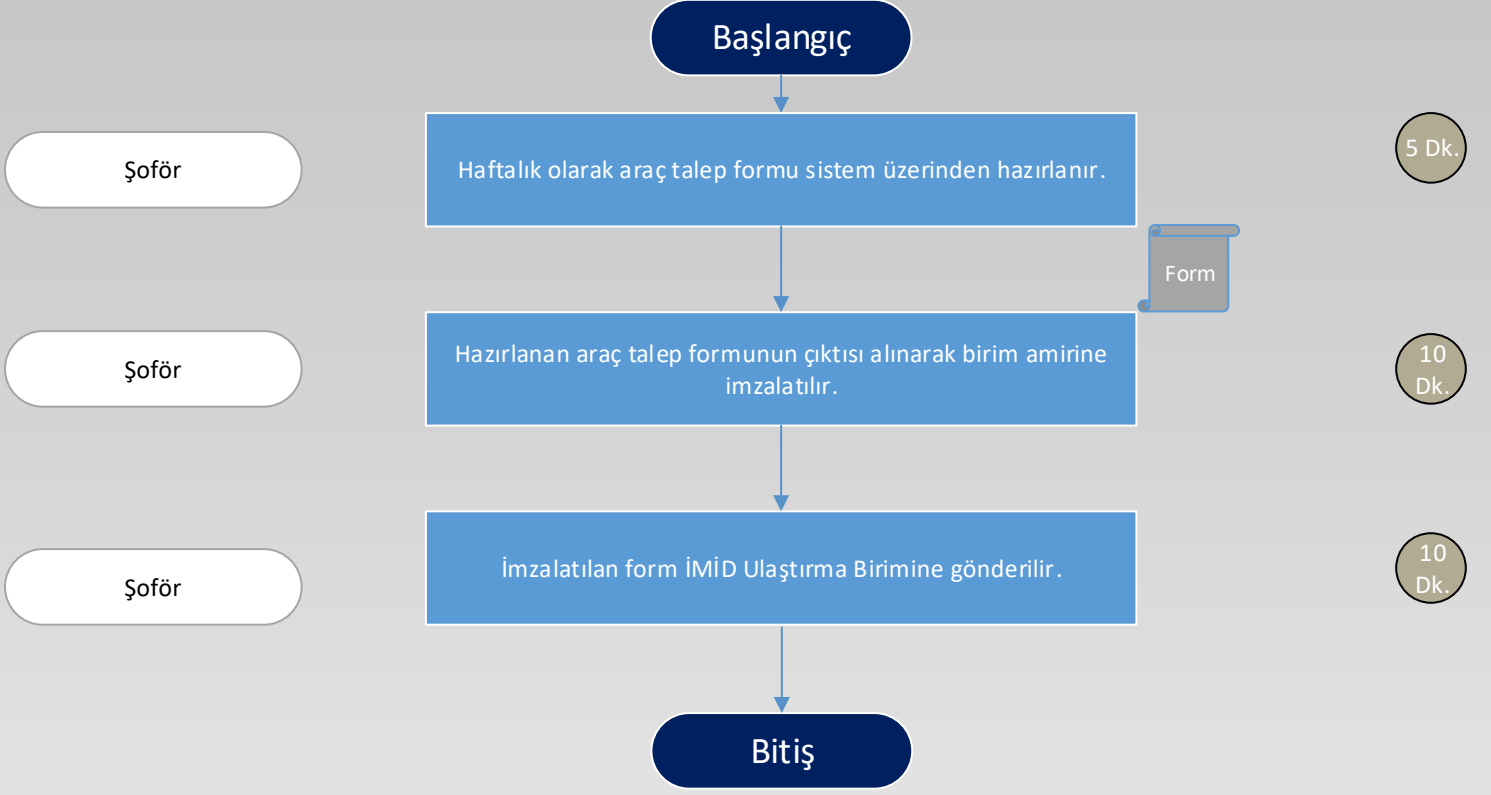 Başlangıç
Şoför
Haftalık olarak araç talep formu sistem üzerinden hazırlanır.
5 Dk.
Form
Şoför
Hazırlanan araç talep formunun çıktısı alınarak birim amirine
imzalatılır.
10
Dk.
Şoför
İmzalatılan form İMİD Ulaştırma Birimine gönderilir.
10
Dk.
Bitiş